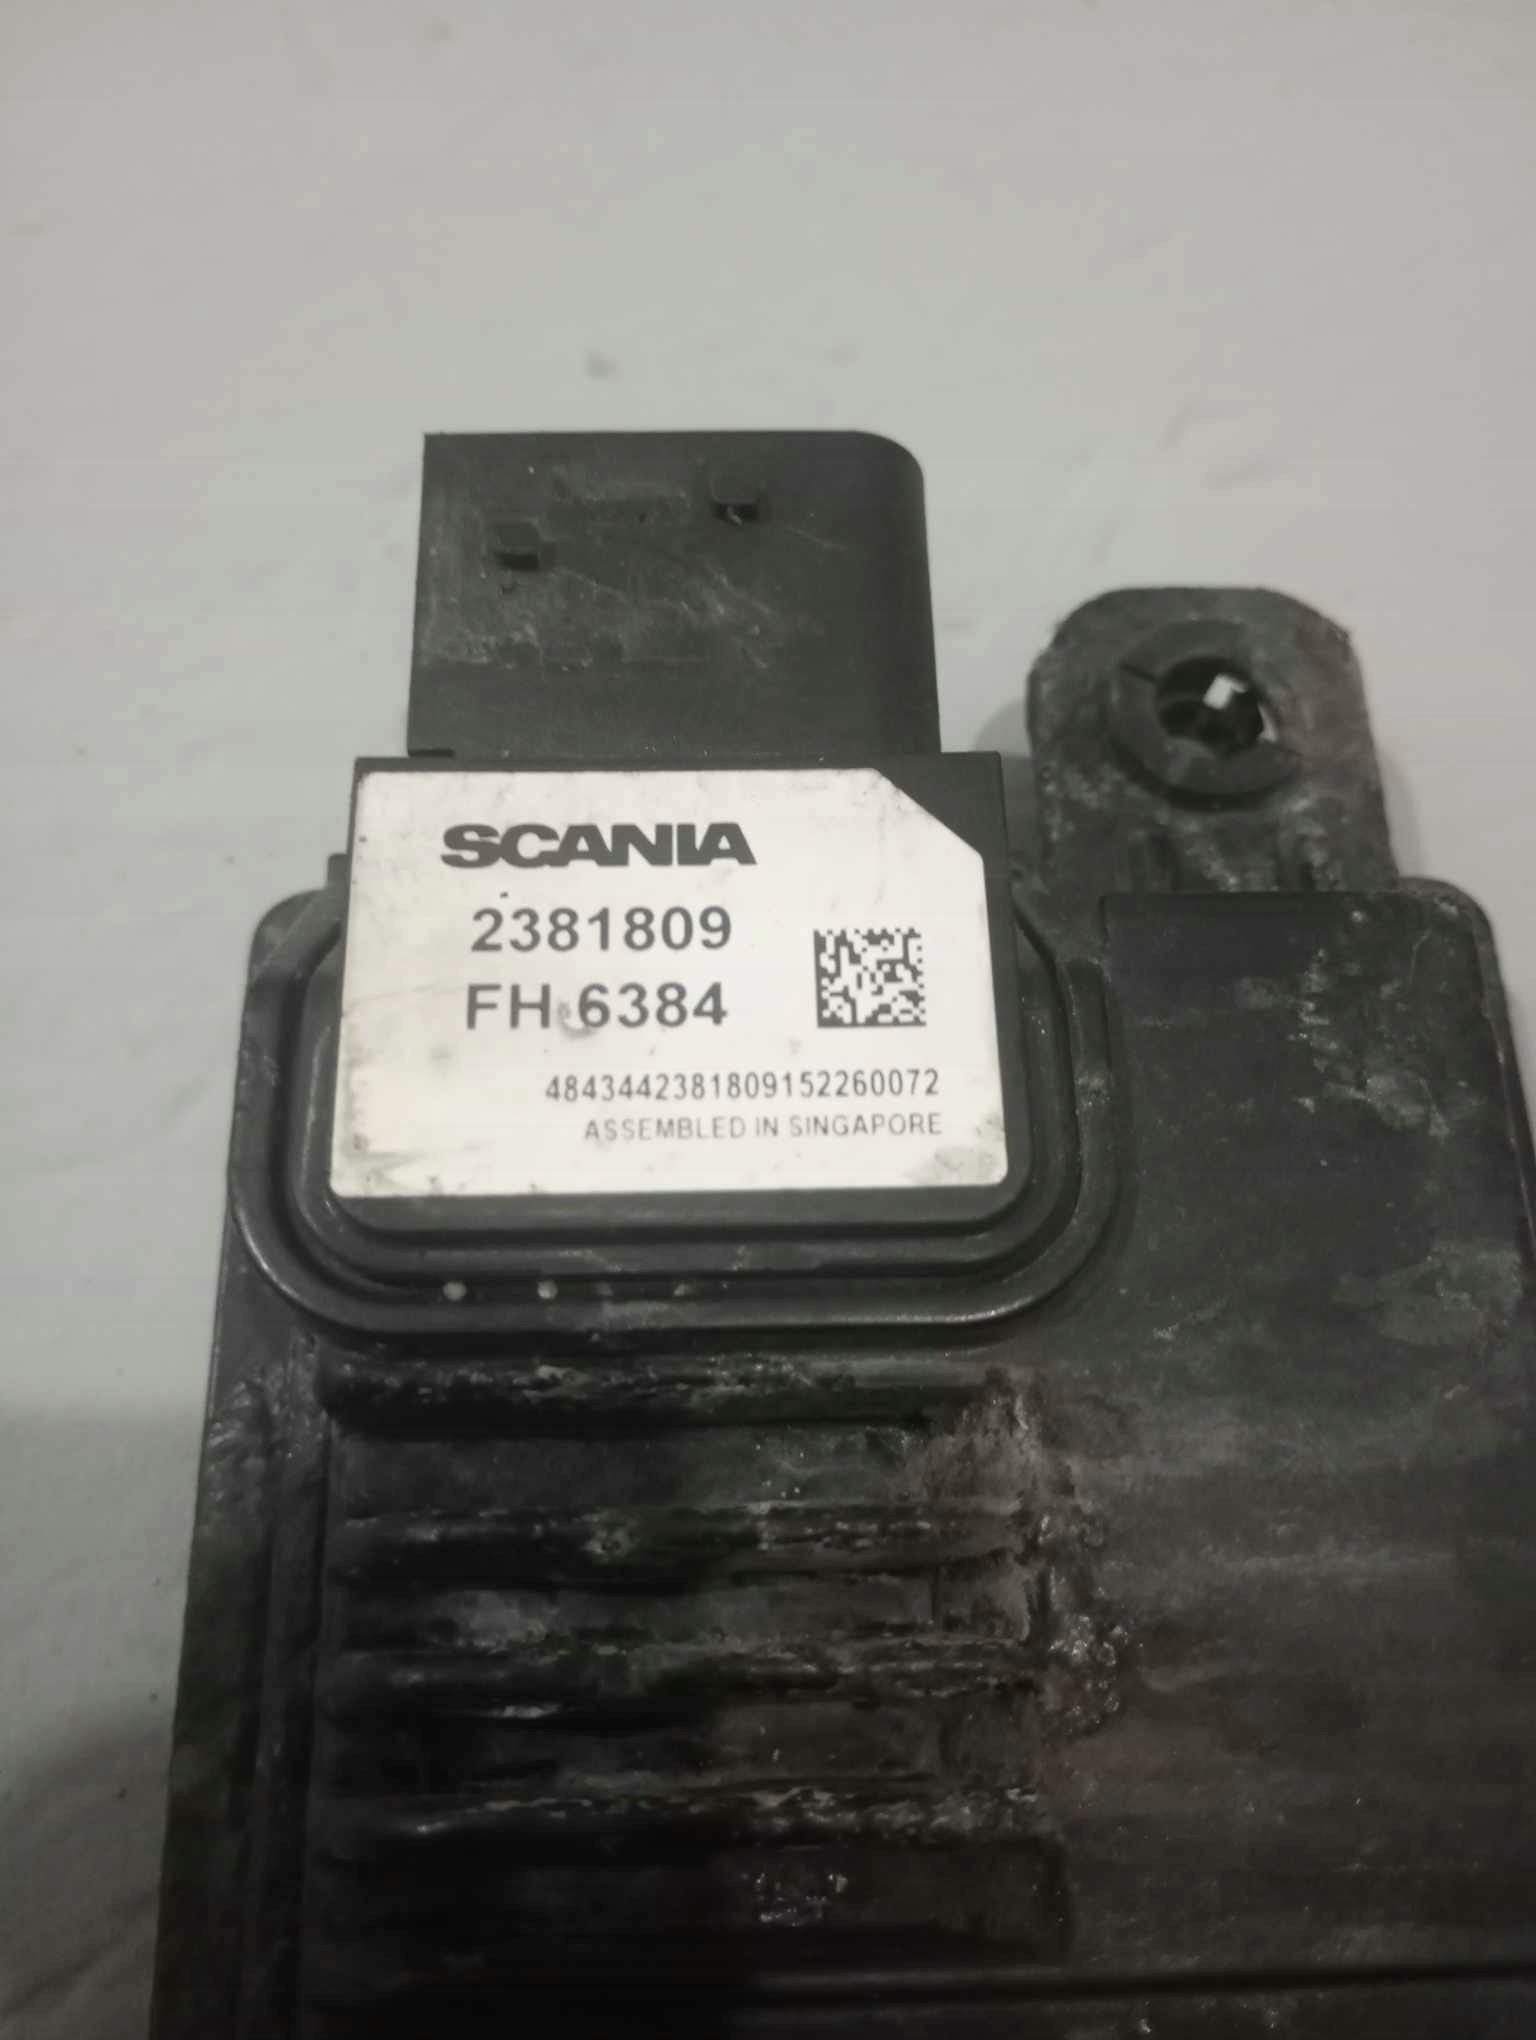 SCANIA
2381809
FH 6384
4843442381809152260072
ASSEMBLED IN SINGAPORE